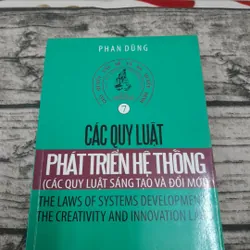 PHAN DŨNG
7
CÁC QUY LUẬT
PHÁT TRIỂN HỆ THỐNG
(CÁC QUY LUẬT SÁNG TẠO VÀ ĐỔI MỚI)
THE LAWS OF SYSTEMS DEVELOPMEN
THE CREATIVITY AND INNOVATION LA